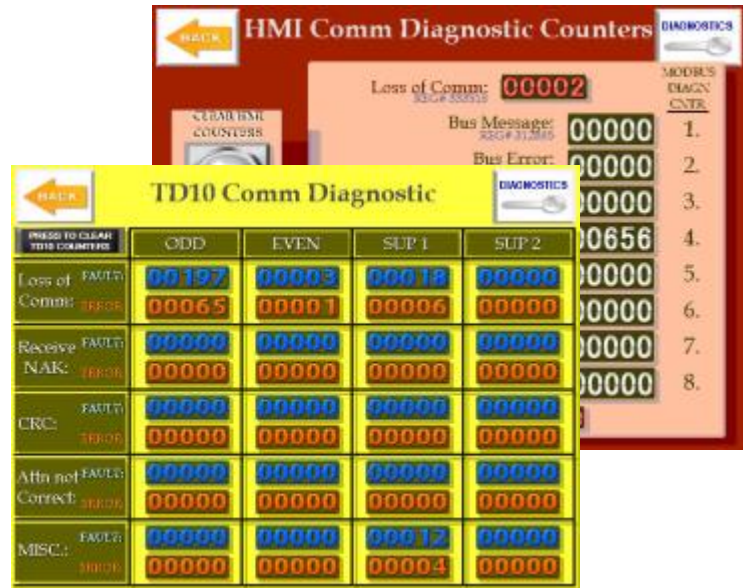 BACK
HMI Comm Diagnostic Counters
DIAGNOSTICS
MODBUS
DIAGN
CNTR
Loss of Comm: 00002
CLEAR HMI
COUNTERS
Bus Message: 00000 1.
Bus Error: 00000 2.
00000 3.
00656 4.
00000 5.
00000 6.
00000 7.
00000 8.
BACK
TD10 Comm Diagnostic
DIAGNOSTICS
PRESS TO CLEAR
TD10 COUNTERS
ODD EVEN SUP 1 SUP 2
Loss of Comm: FAULT: 00197 00003 00018 00000
ERROR 00065 00001 00006 00000
Receive NAK: FAULT: 00000 00000 00000 00000
ERROR 00000 00000 00000 00000
CRC: FAULT: 00000 00000 00000 00000
ERROR 00000 00000 00000 00000
Attn not Correct: FAULT: 00000 00000 00000 00000
ERROR 00000 00000 00000 00000
MISC.: FAULT: 00000 00000 00012 00000
ERROR 00000 00000 00004 00000